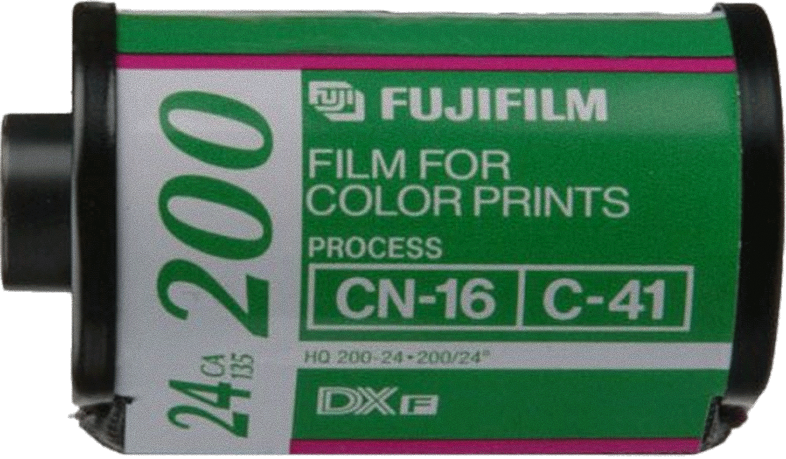 200
24 CA 135
FUJI FUJIFILM
FILM FOR
COLOR PRINTS
PROCESS
CN-16 C-41
HQ 200-24•200/24°
DX F